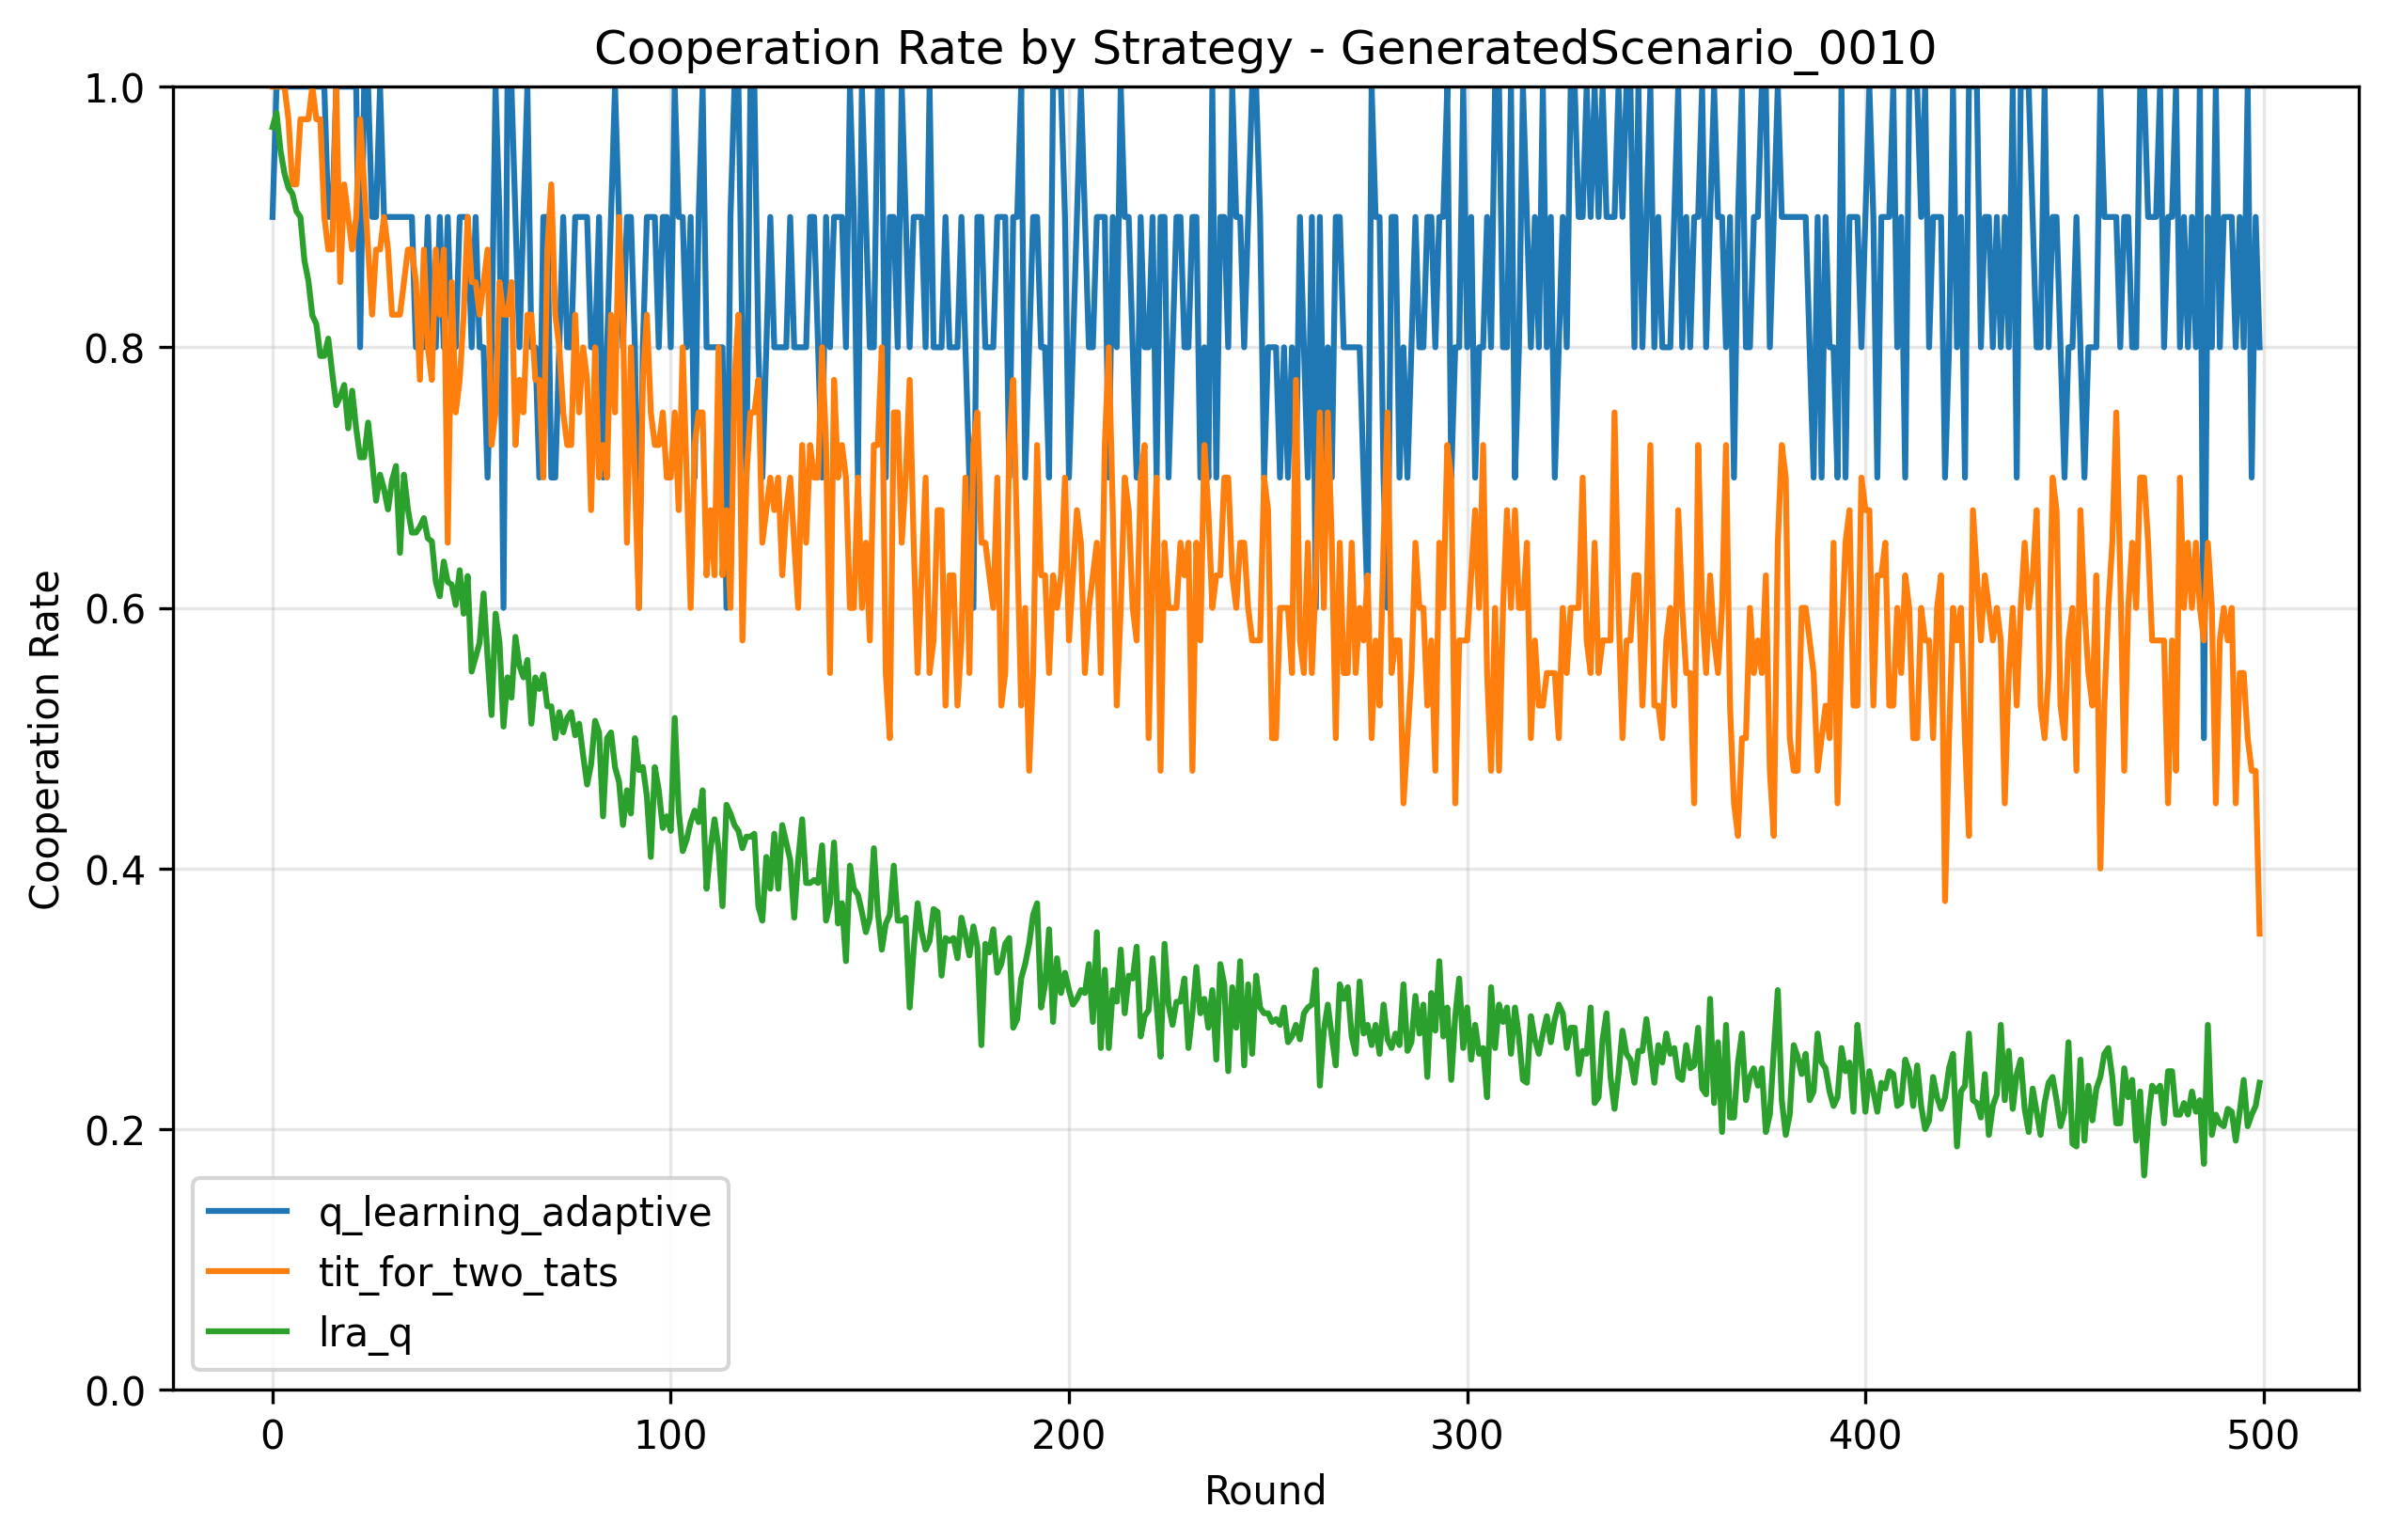 Cooperation Rate by Strategy - GeneratedScenario_0010
1.0
0.8
0.6
0.4
0.2
0.0
Cooperation Rate
q_learning_adaptive
tit_for_two_tats
lra_q
0 100 200 300 400 500
Round